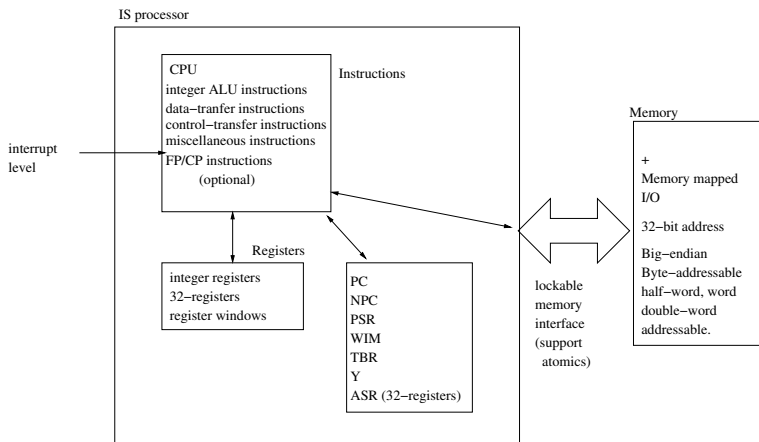 IS processor
CPU
Instructions
integer ALU instructions
data−tranfer instructions
control−transfer instructions
miscellaneous instructions
FP/CP instructions
(optional)
interrupt
level
Registers
integer registers
32−registers
register windows
PC
NPC
PSR
WIM
TBR
Y
ASR (32−registers)
lockable
memory
interface
(support
atomics)
Memory
+
Memory mapped
I/O
32−bit address
Big−endian
Byte−addressable
half−word, word
double−word
addressable.